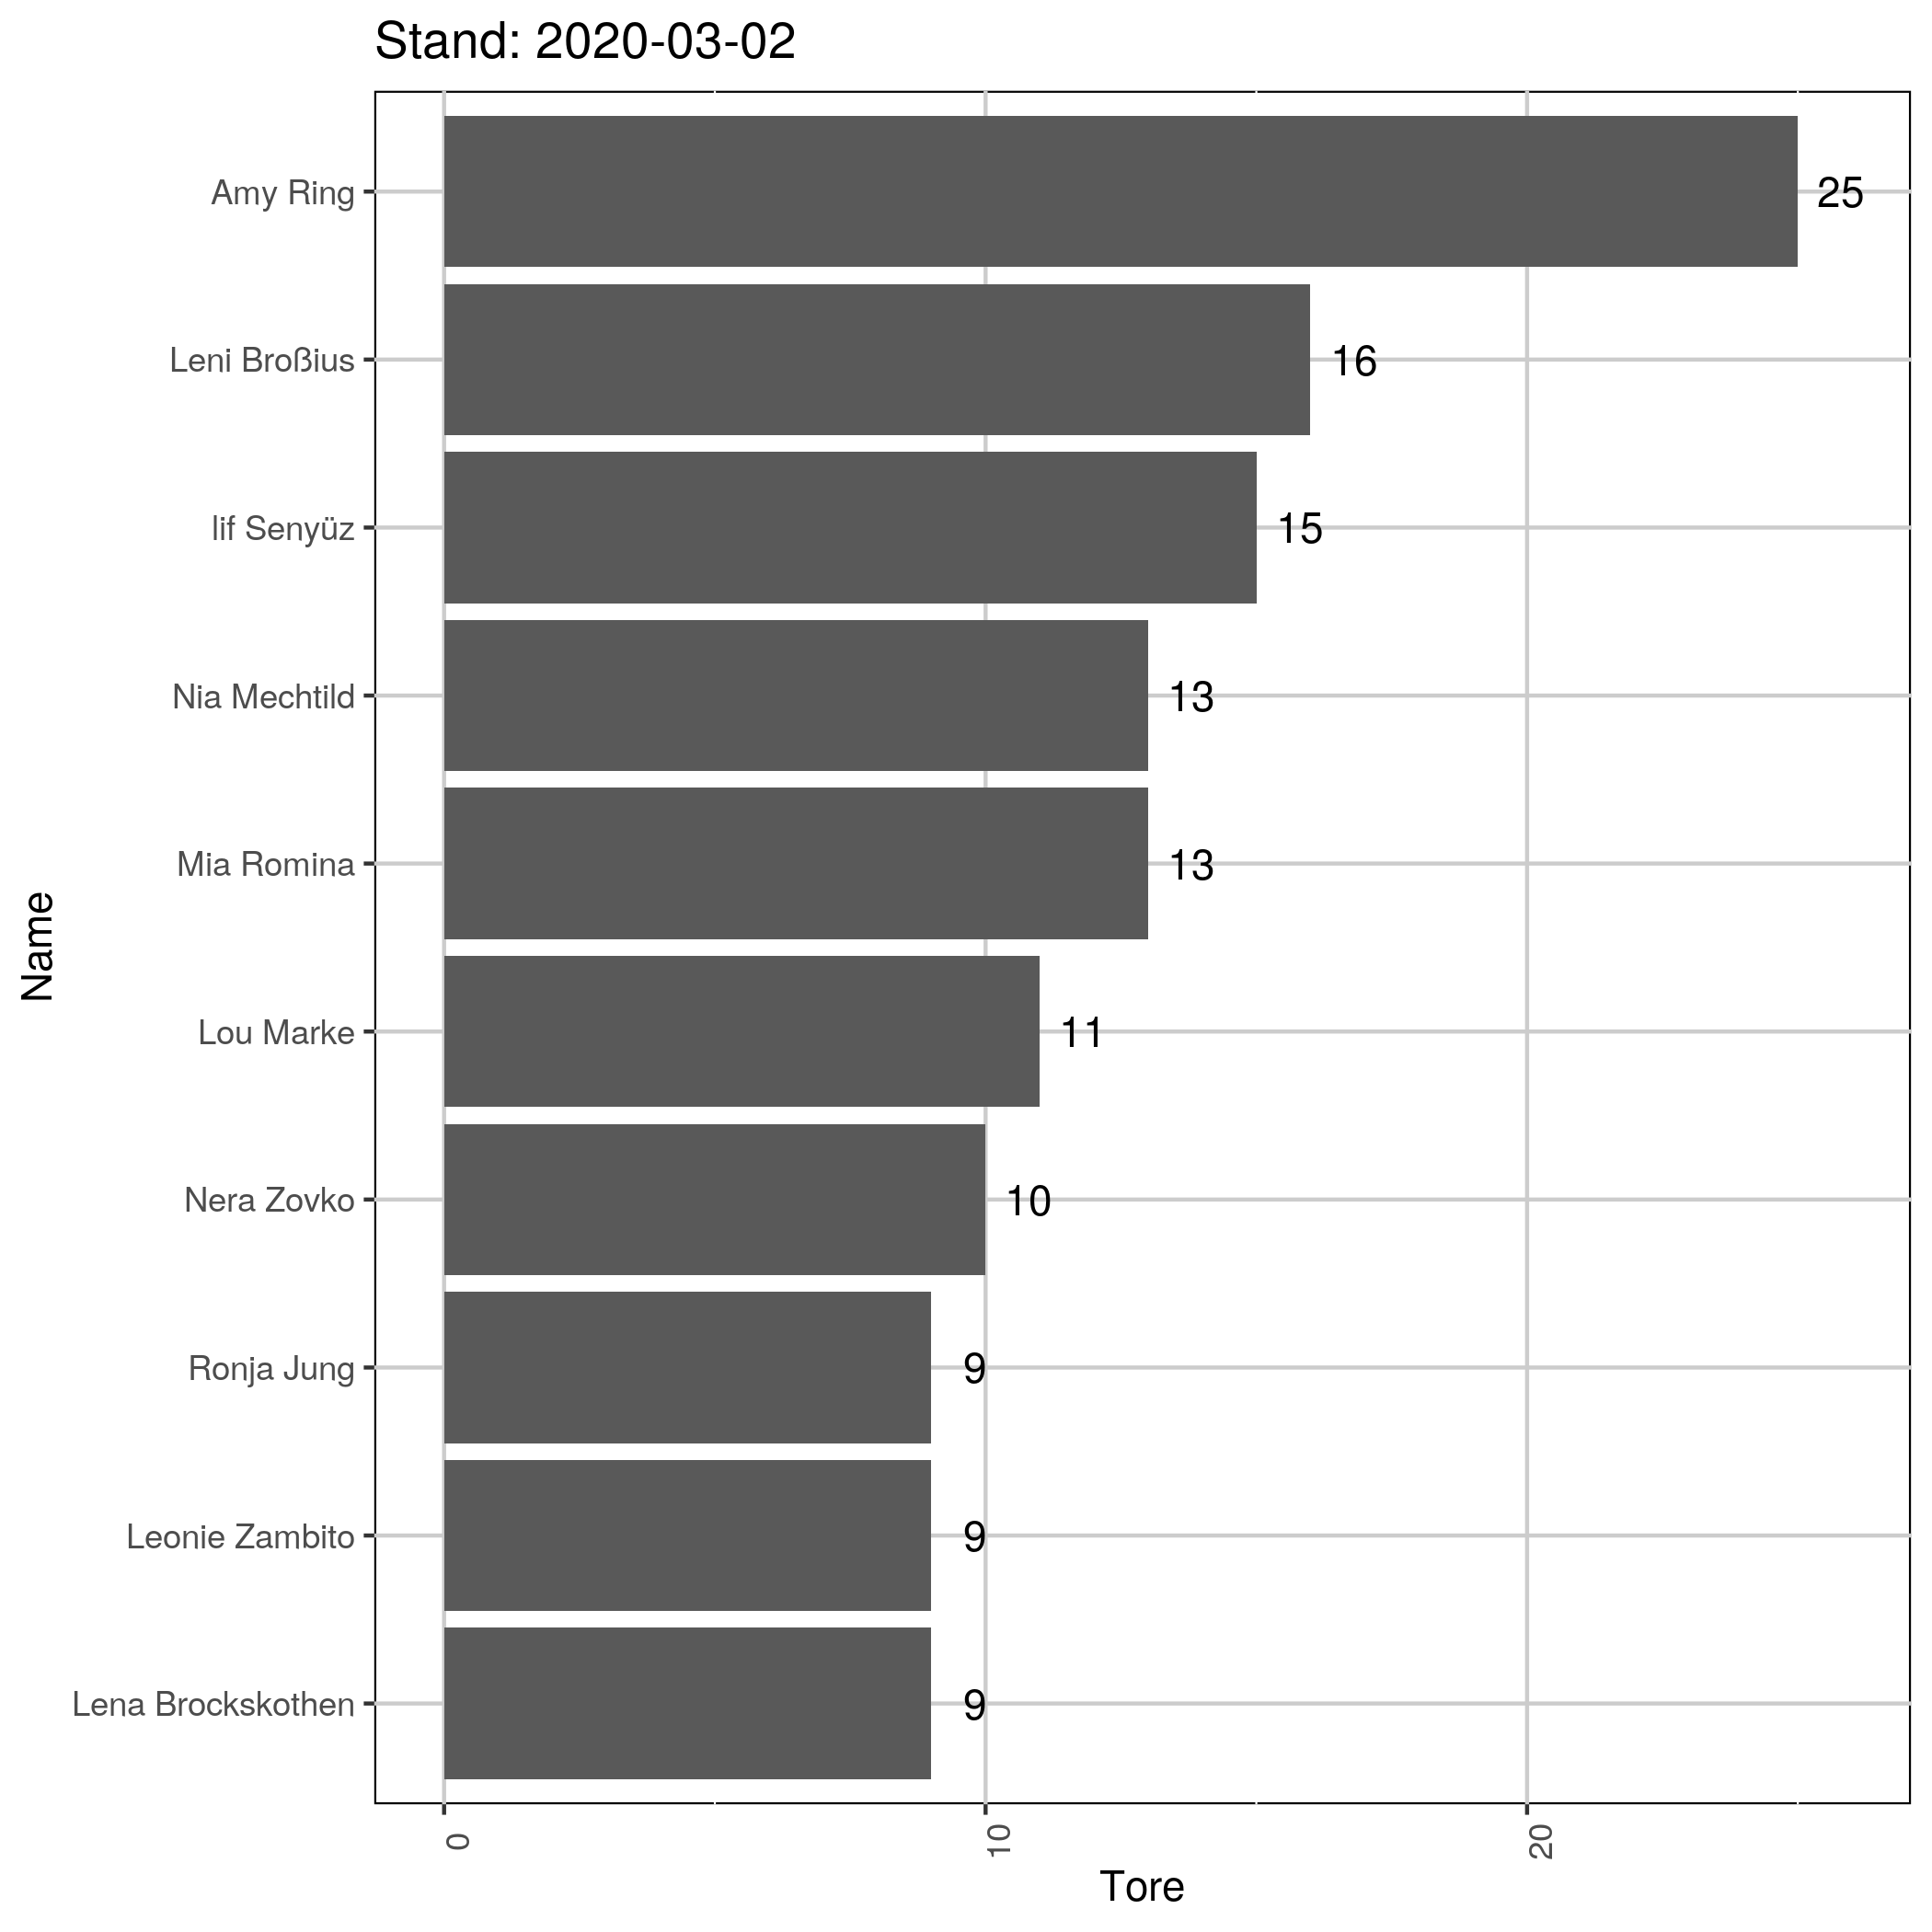 Stand: 2020-03-02
Amy Ring 25
Leni Broßius 16
lif Senyüz 15
Nia Mechtild 13
Mia Romina 13
Lou Marke 11
Nera Zovko 10
Ronja Jung 9
Leonie Zambito 9
Lena Brockskothen 9
Name
0 10 20
Tore